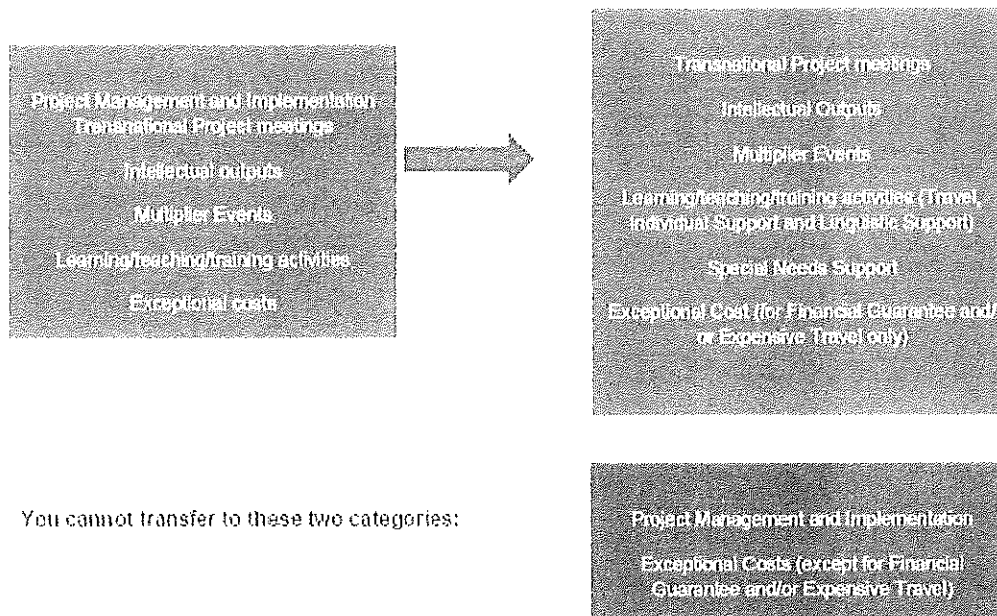 Project Management and Implementation
Transnational Project meetings
Intellectual outputs
Multiplier Events
Learning/teaching/training activities
Exceptional costs
Transnational Project meetings
Intellectual Outputs
Multiplier Events
Learning/teaching/training activities (Travel,
Individual Support and Linguistic Support)
Special Needs Support
Exceptional Cost (for Financial Guarantee and/
or Expensive Travel only)
You cannot transfer to these two categories:
Project Management and Implementation
Exceptional Costs (except for Financial
Guarantee and/or Expensive Travel)